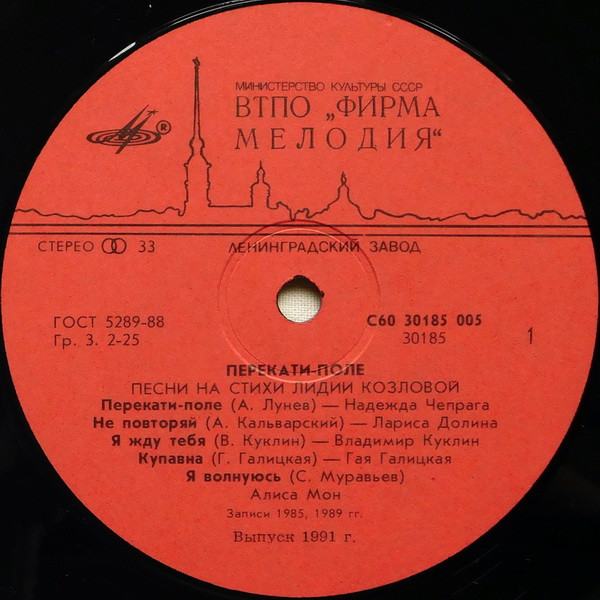 МИНИСТЕРСТВО КУЛЬТУРЫ СССР
ВТПО „ФИРМА
МЕЛОДИЯ“
®
СТЕРЕО 33
ЛЕНИНГРАДСКИЙ ЗАВОД
ГОСТ 5289-88
Гр. 3. 2-25
С60 30185 005
30185
1
ПЕРЕКАТИ-ПОЛЕ
ПЕСНИ НА СТИХИ ЛИДИИ КОЗЛОВОЙ
Перекати-поле (А. Лунев) — Надежда Чепрага
Не повторяй (А. Кальварский) — Лариса Долина
Я жду тебя (В. Куклин) — Владимир Куклин
Купавна (Г. Галицкая) — Гая Галицкая
Я волнуюсь (С. Муравьев)
Алиса Мон
Записи 1985, 1989 гг.
Выпуск 1991 г.